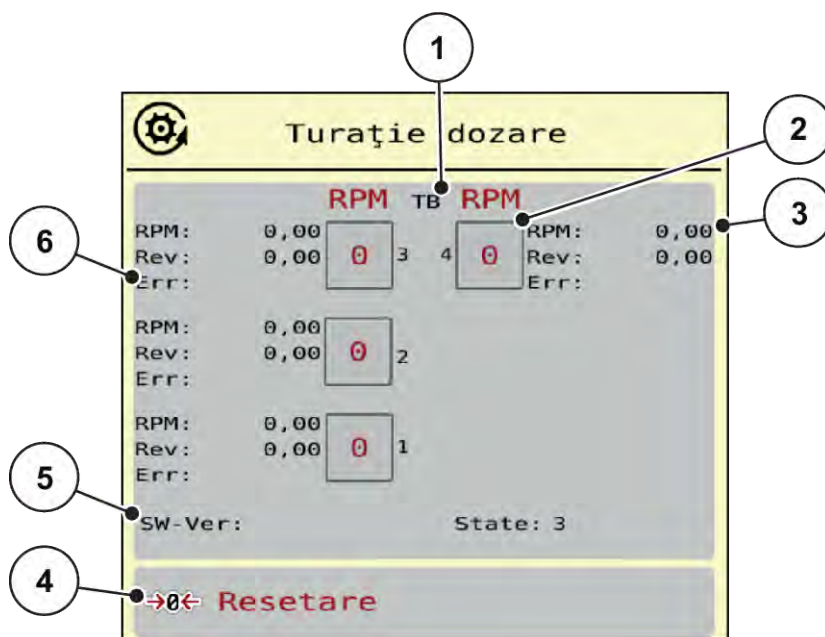 1
2
3
4
5
6
Turaţie dozare
RPM TB RPM
RPM: 0,00
Rev: 0,00 0 3
Err:
4 0 RPM: 0,00
Rev: 0,00
Err:
RPM: 0,00
Rev: 0,00 0 2
Err:
RPM: 0,00
Rev: 0,00 0 1
Err:
SW-Ver: State: 3
→0← Resetare